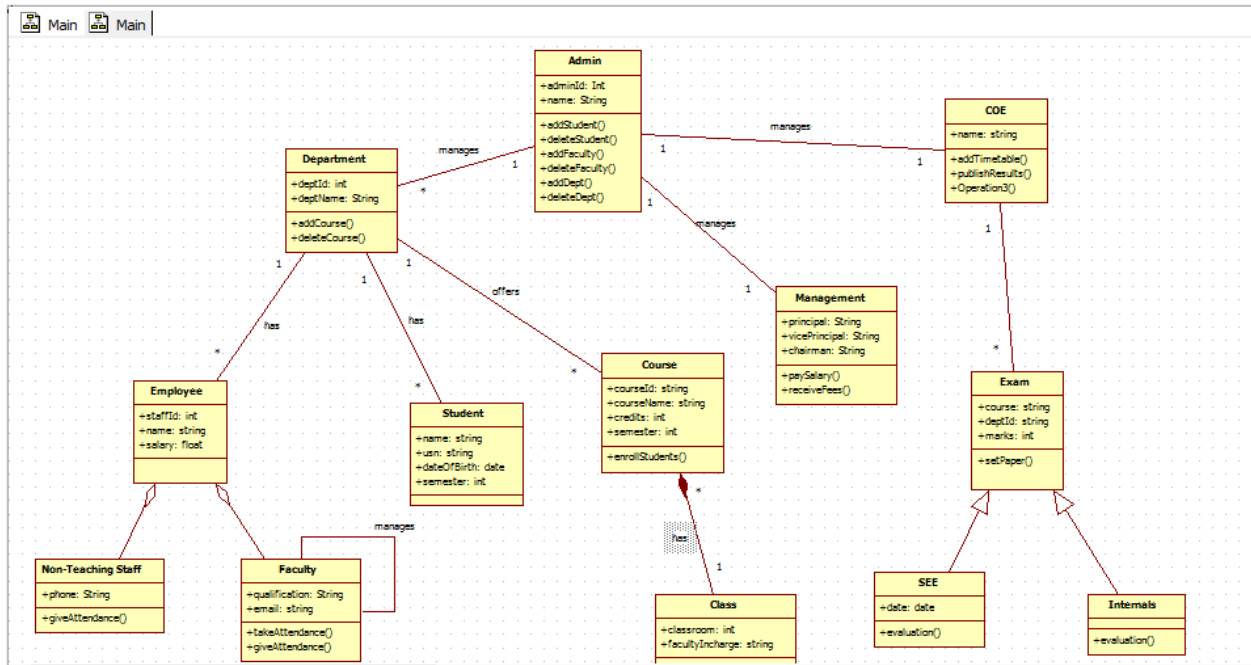 Main Main
Admin
+adminId: Int
+name: String
+addStudent()
+deleteStudent()
+addFaculty()
+deleteFaculty()
+addDept()
+deleteDept()
manages
1
*
manages
1
1
COE
+name: string
+addTimetable()
+publishResults()
+Operation3()
Department
+deptId: int
+deptName: String
+addCourse()
+deleteCourse()
1
manages
1
1
*
Management
+principal: String
+vicePrincipal: String
+chairman: String
+paySalary()
+receiveFees()
1
has
*
1
has
*
1
offers
*
Employee
+staffId: int
+name: string
+salary: float
Student
+name: string
+usn: string
+dateOfBirth: date
+semester: int
Course
+courseId: string
+courseName: string
+credits: int
+semester: int
+enrollStudents()
Exam
+course: string
+deptId: string
+marks: int
+setPaper()
*
has
1
manages
Non-Teaching Staff
+phone: String
+giveAttendance()
Faculty
+qualification: String
+email: string
+takeAttendance()
+giveAttendance()
Class
+classroom: int
+facultyIncharge: string
SEE
+date: date
+evaluation()
Internals
+evaluation()